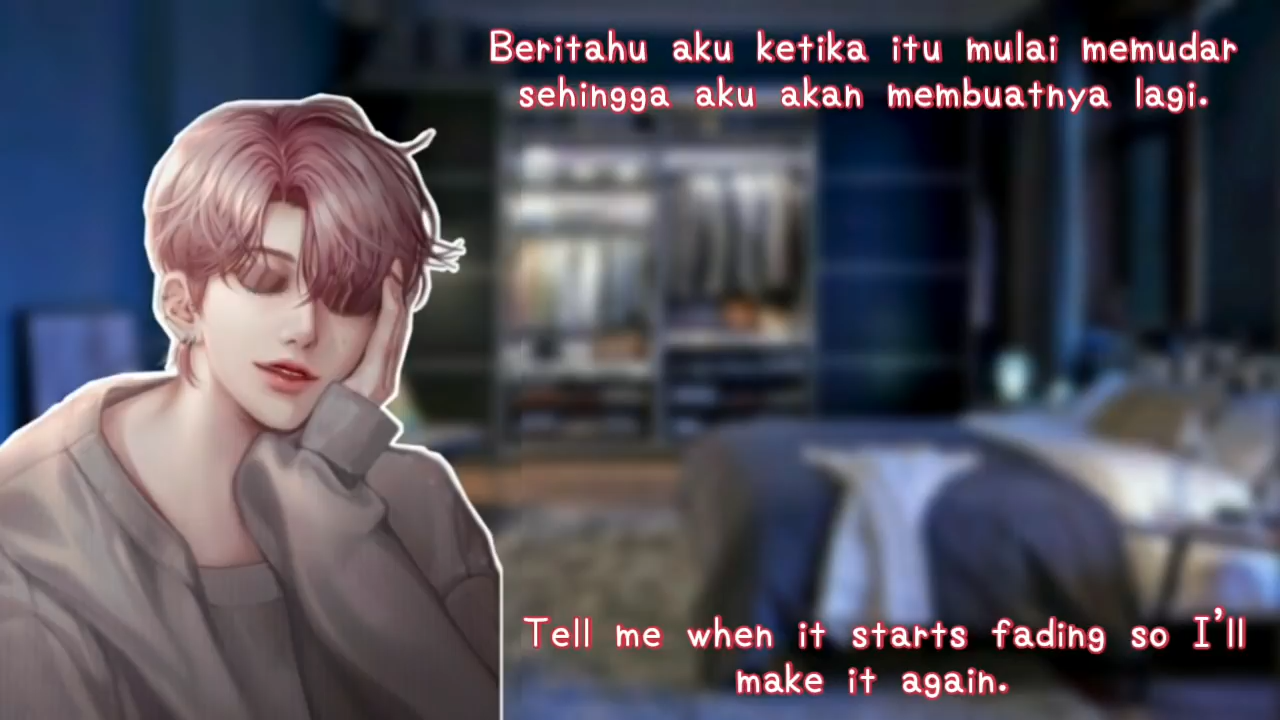 Beritahu aku ketika itu mulai memudar
sehingga aku akan membuatnya lagi.
Tell me when it starts fading so I'll
make it again.